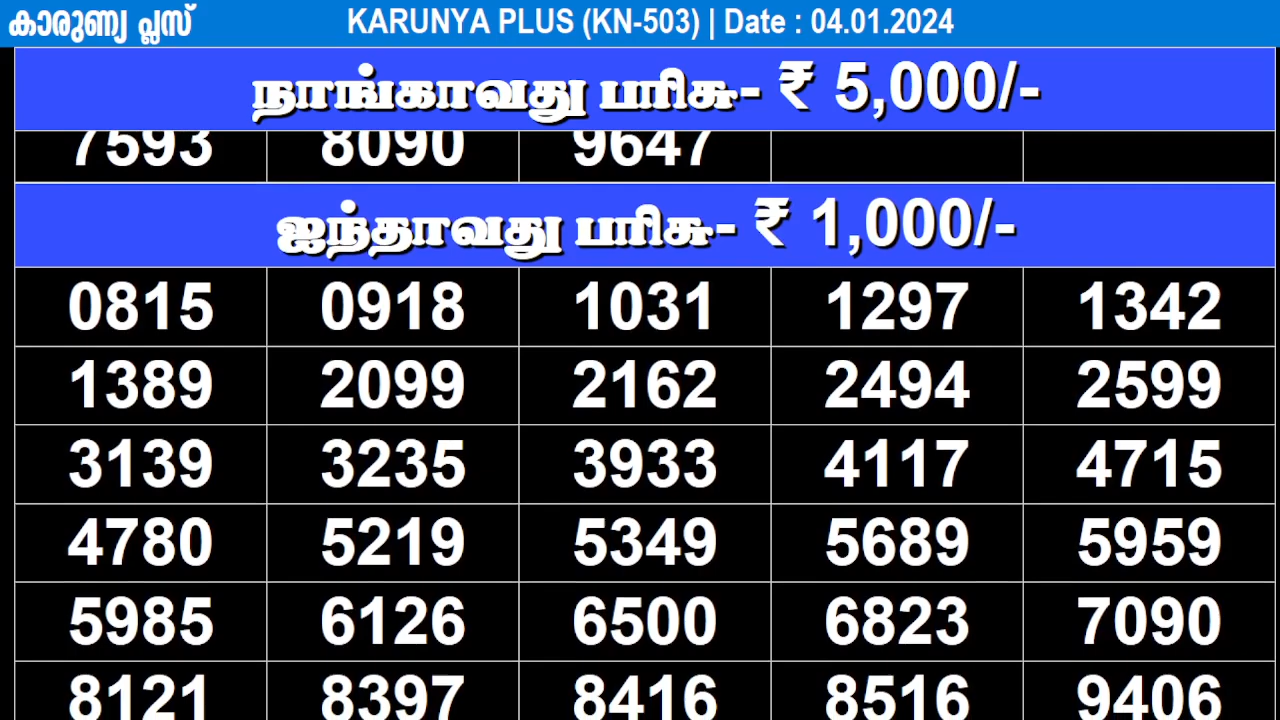 കാരുണ്യ പ്ലസ് KARUNYA PLUS (KN-503) | Date : 04.01.2024
நாங்காவது பரிசு- ₹ 5,000/-
7593 8090 9647
ஐந்தாவது பரிசு- ₹ 1,000/-
0815 0918 1031 1297 1342
1389 2099 2162 2494 2599
3139 3235 3933 4117 4715
4780 5219 5349 5689 5959
5985 6126 6500 6823 7090
8121 8397 8416 8516 9406